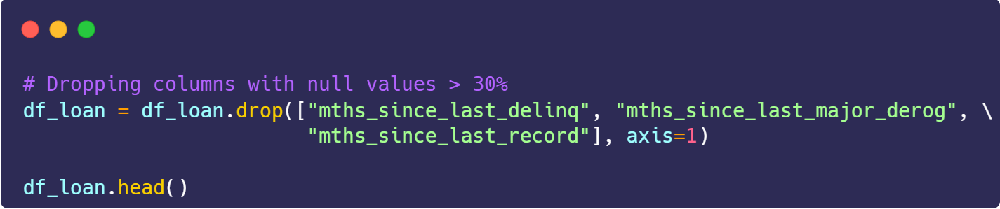 # Dropping columns with null values > 30%
df_loan = df_loan.drop(["mths_since_last_delinq", "mths_since_last_major_derog", \
                        "mths_since_last_record"], axis=1)
df_loan.head()